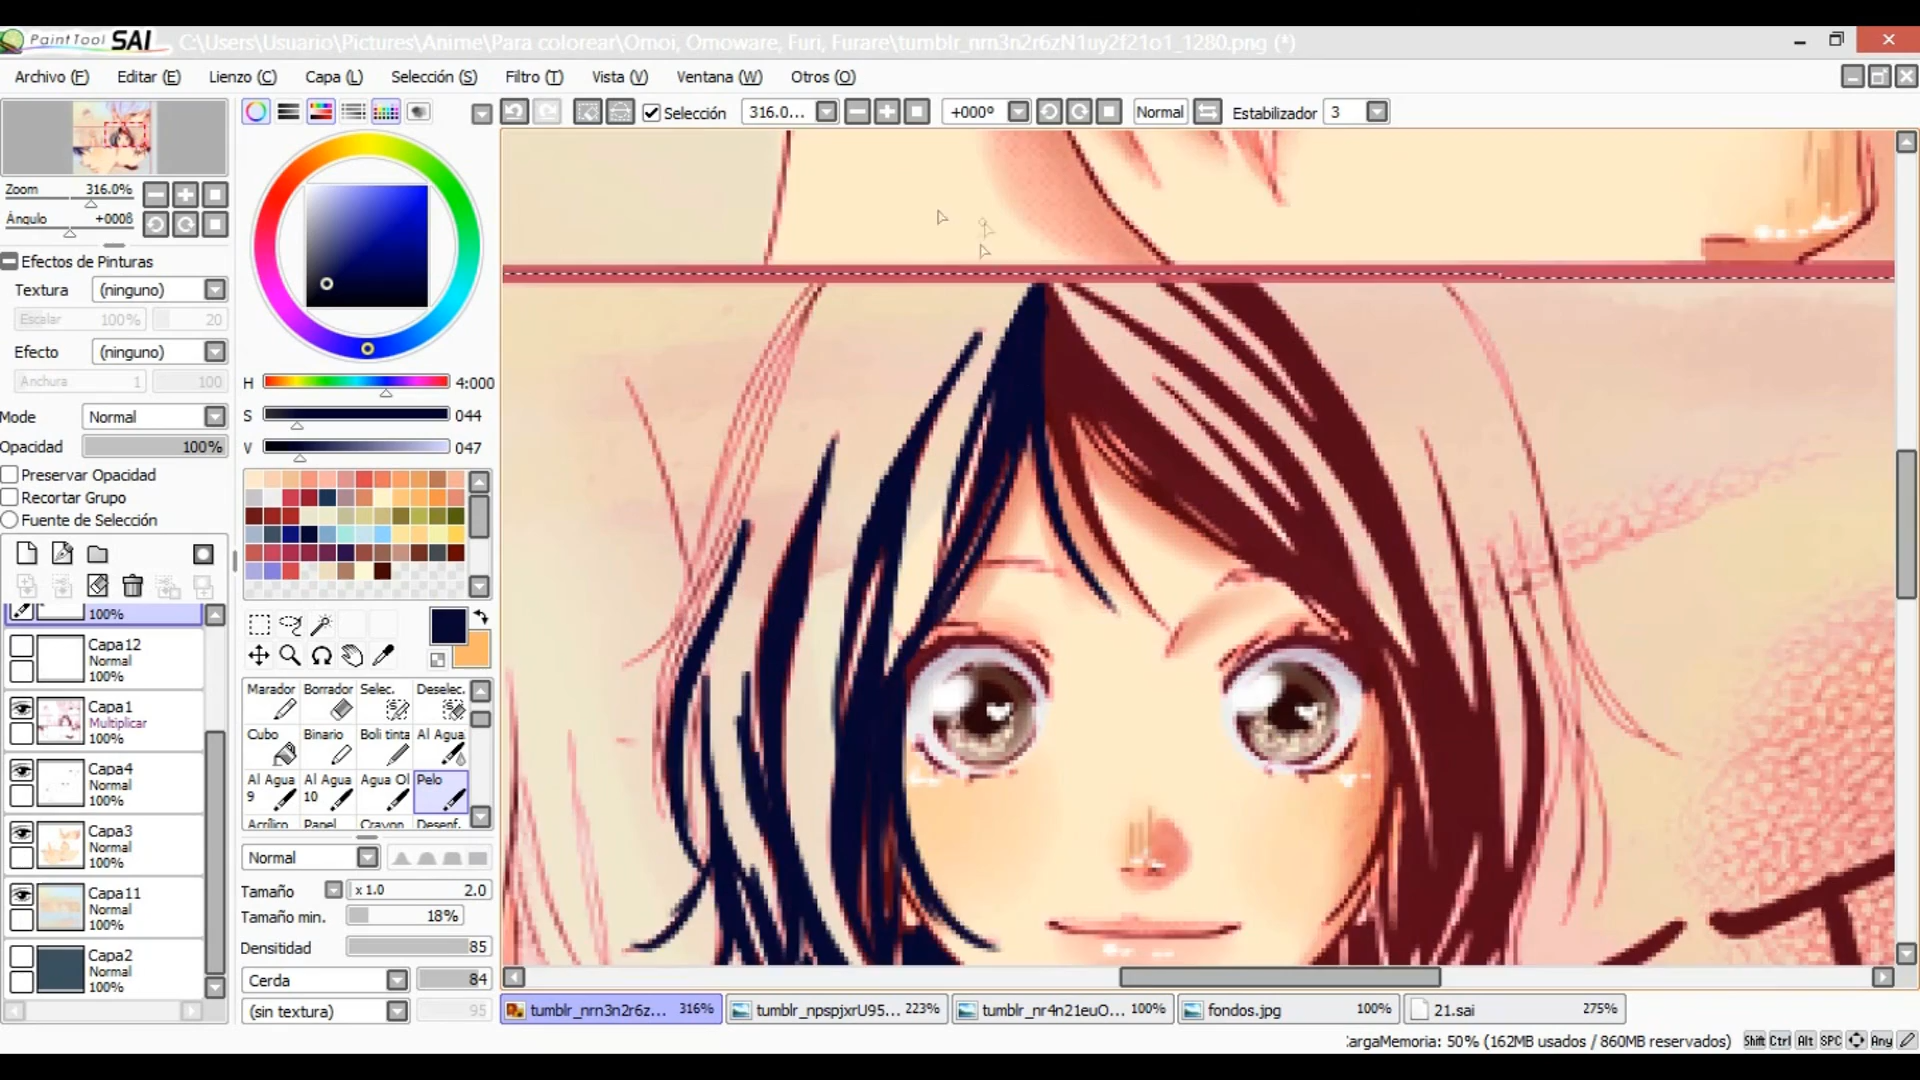 PaintTool SAI C:\Users\Usuario\Pictures\Anime\Para colorear\Omoi, Omoware, Furi, Furare\tumblr_nrn3n2r6zN1uy2f21o1_1280.png (*)
Archivo (F) Editar (E) Lienzo (C) Capa (L) Selección (S) Filtro (T) Vista (V) Ventana (W) Otros (O)
Selección 316.0... +000º Normal Estabilizador 3
Zoom 316.0%
Ángulo +000ß
Efectos de Pinturas
Textura (ninguno)
Escalar 100% 20
Efecto (ninguno)
Anchura 1 100
Mode Normal
Opacidad 100%
Preservar Opacidad
Recortar Grupo
Fuente de Selección
100%
Capa12
Normal
100%
Capa1
Multiplicar
100%
Capa4
Normal
100%
Capa3
Normal
100%
Capa11
Normal
100%
Capa2
Normal
100%
H 4:000
S 044
V 047
Marador Borrador Selec. Deselec.
Cubo Binario Boli tinta Al Agua
Al Agua 9 Al Agua 10 Agua Ol Pelo
Acrílico Papel Crayon Desenf.
Normal
Tamaño x 1.0 2.0
Tamaño min. 18%
Densitidad 85
Cerda 84
(sin textura) 95
tumblr_nrn3n2r6z... 316% tumblr_npspjxrU95... 223% tumblr_nr4n21euO... 100% fondos.jpg 100% 21.sai 275%
argaMemoria: 50% (162MB usados / 860MB reservados) Shift Ctrl Alt SPC Any